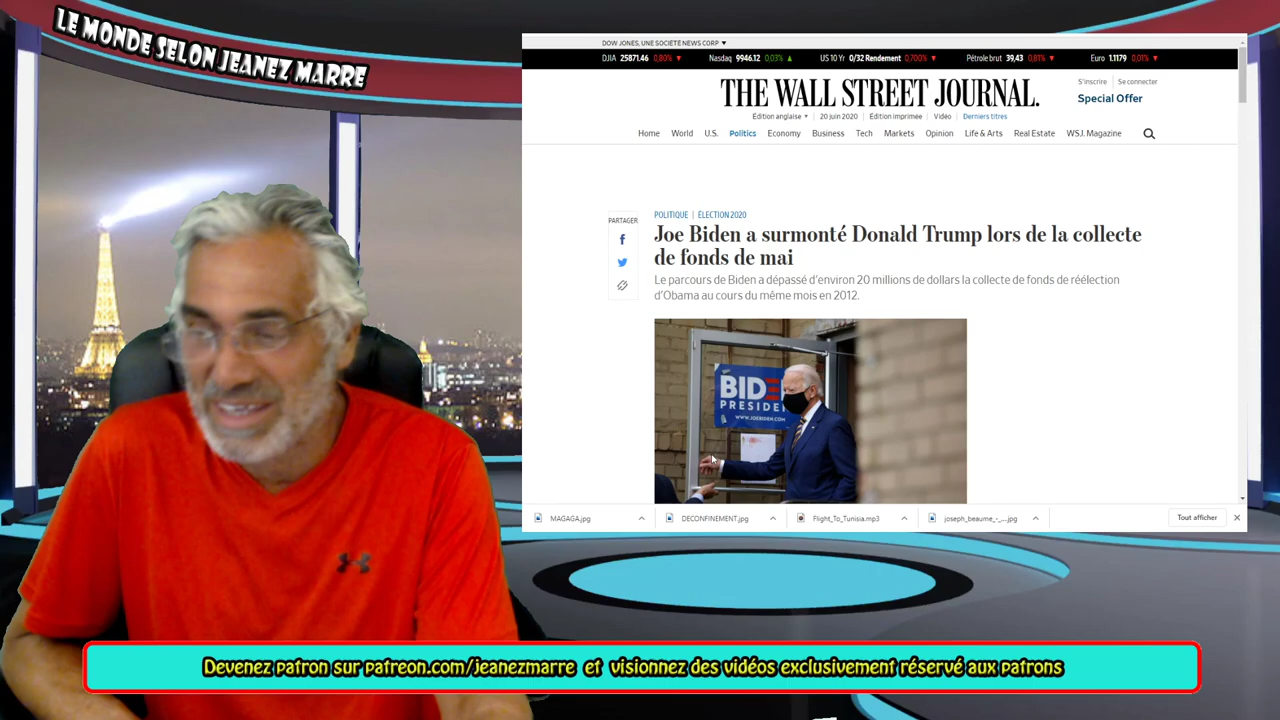 LE MONDE SELON JEANEZ MARRE
DOW JONES, UNE SOCIÉTÉ NEWS CORP ▼
DJIA 25871.46 0,80% ▼ Nasdaq 9946.12 0,03% ▲ US 10 Yr 0/32 Rendement 0,700% ▼ Pétrole brut 39,43 0,81% ▼ Euro 1.1179 0,01% ▼
THE WALL STREET JOURNAL.
S'inscrire | Se connecter
Special Offer
Édition anglaise ▾ | 20 juin 2020 | Édition imprimée | Vidéo | Derniers titres
Home World U.S. Politics Economy Business Tech Markets Opinion Life & Arts Real Estate WSJ. Magazine
PARTAGER
POLITIQUE | ÉLECTION 2020
Joe Biden a surmonté Donald Trump lors de la collecte
de fonds de mai
Le parcours de Biden a dépassé d'environ 20 millions de dollars la collecte de fonds de réélection
d'Obama au cours du même mois en 2012.
BIDE
PRESIDEN
WWW.JOEBIDEN.COM
MAGAGA.jpg DECONFINEMENT.jpg Flight_To_Tunisia.mp3 joseph_beaume_-_...jpg Tout afficher
Devenez patron sur patreon.com/jeanezmarre et visionnez des vidéos exclusivement réservé aux patrons